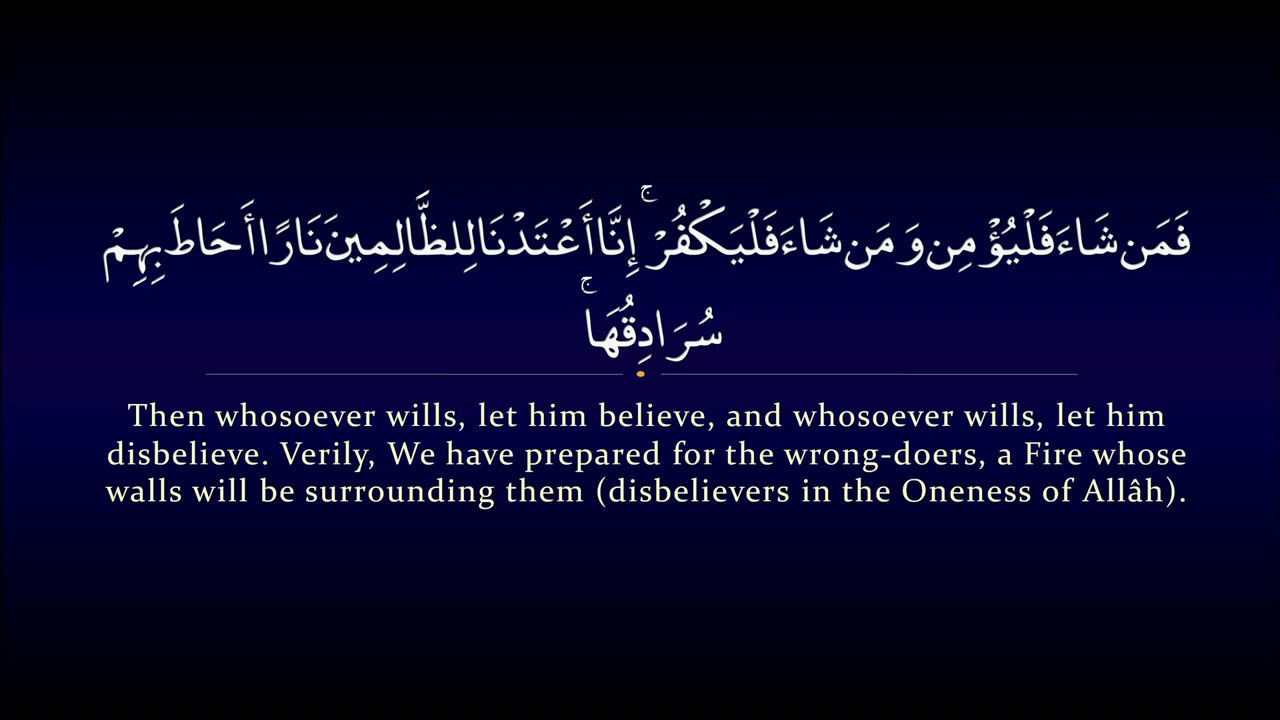 فَمَن شَاءَ فَلْيُؤْمِن وَمَن شَاءَ فَلْيَكْفُرْ ۚ إِنَّا أَعْتَدْنَا لِلظَّالِمِينَ نَارًا أَحَاطَ بِهِمْ
سُرَادِقُهَا ۚ
Then whosoever wills, let him believe, and whosoever wills, let him
disbelieve. Verily, We have prepared for the wrong-doers, a Fire whose
walls will be surrounding them (disbelievers in the Oneness of Allâh).